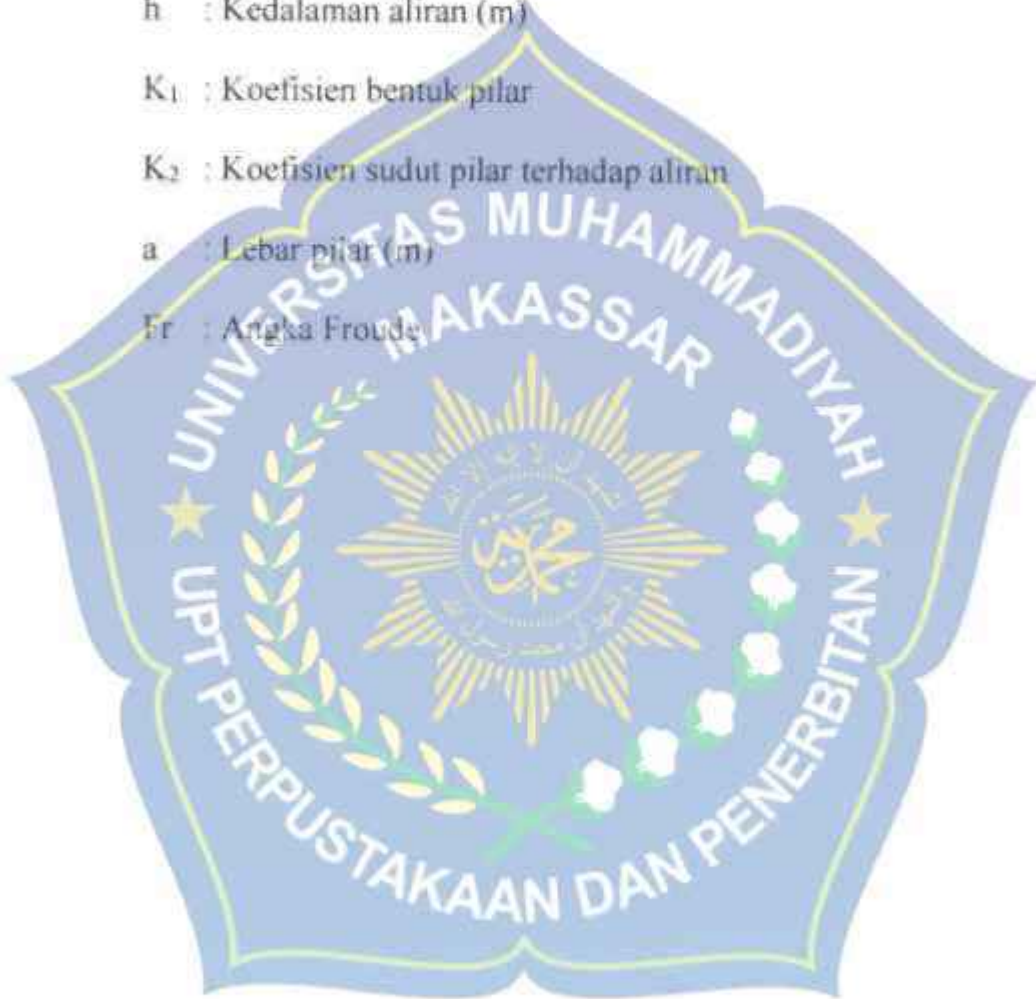 h : Kedalaman aliran (m)
K₁ : Koefisien bentuk pilar
K₂ : Koefisien sudut pilar terhadap aliran
a : Lebar pilar (m)
Fr : Angka Froude
UNIVERSITAS MUHAMMADIYAH
MAKASSAR
محمد
UPT PERPUSTAKAAN DAN PENERBITAN